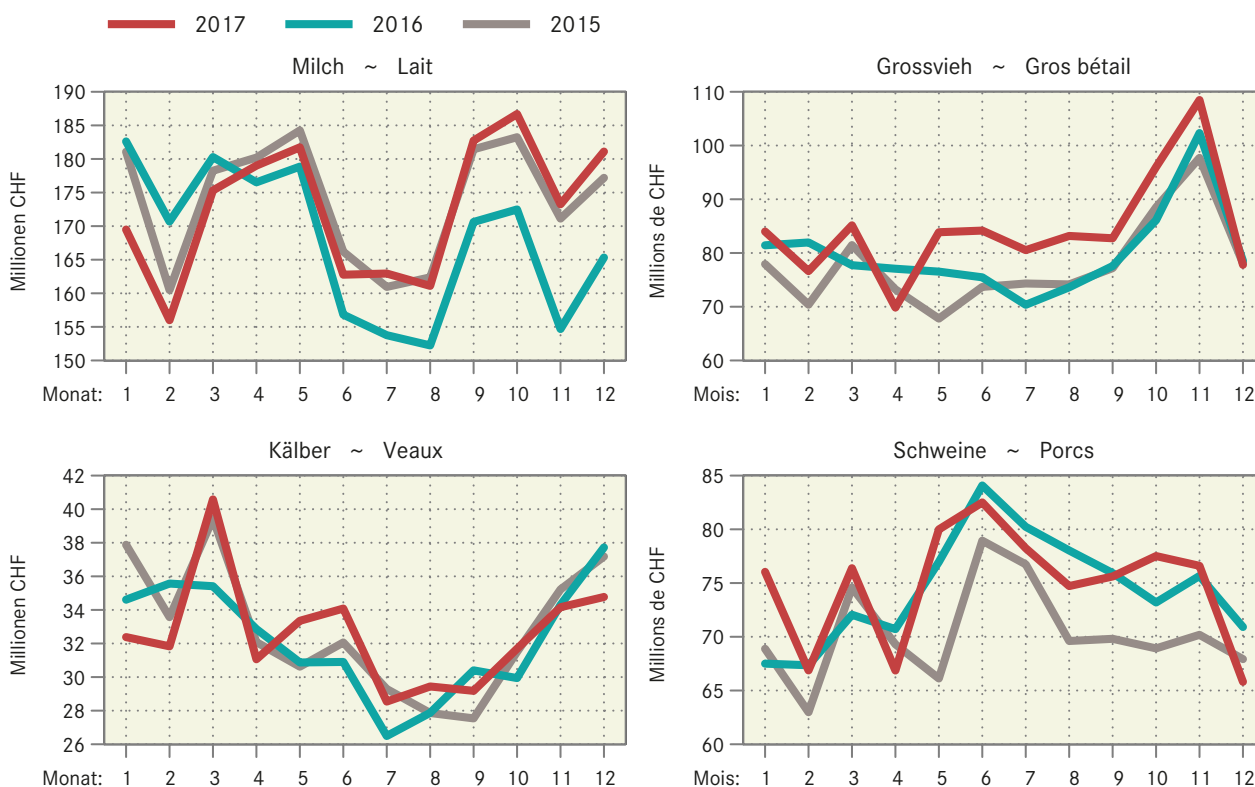 2017 2016 2015
Milch ~ Lait
Millionen CHF
190
185
180
175
170
165
160
155
150
Monat: 1 2 3 4 5 6 7 8 9 10 11 12
Grossvieh ~ Gros bétail
Millions de CHF
110
100
90
80
70
60
Mois: 1 2 3 4 5 6 7 8 9 10 11 12
Kälber ~ Veaux
Millionen CHF
42
40
38
36
34
32
30
28
26
Monat: 1 2 3 4 5 6 7 8 9 10 11 12
Schweine ~ Porcs
Millions de CHF
85
80
75
70
65
60
Mois: 1 2 3 4 5 6 7 8 9 10 11 12